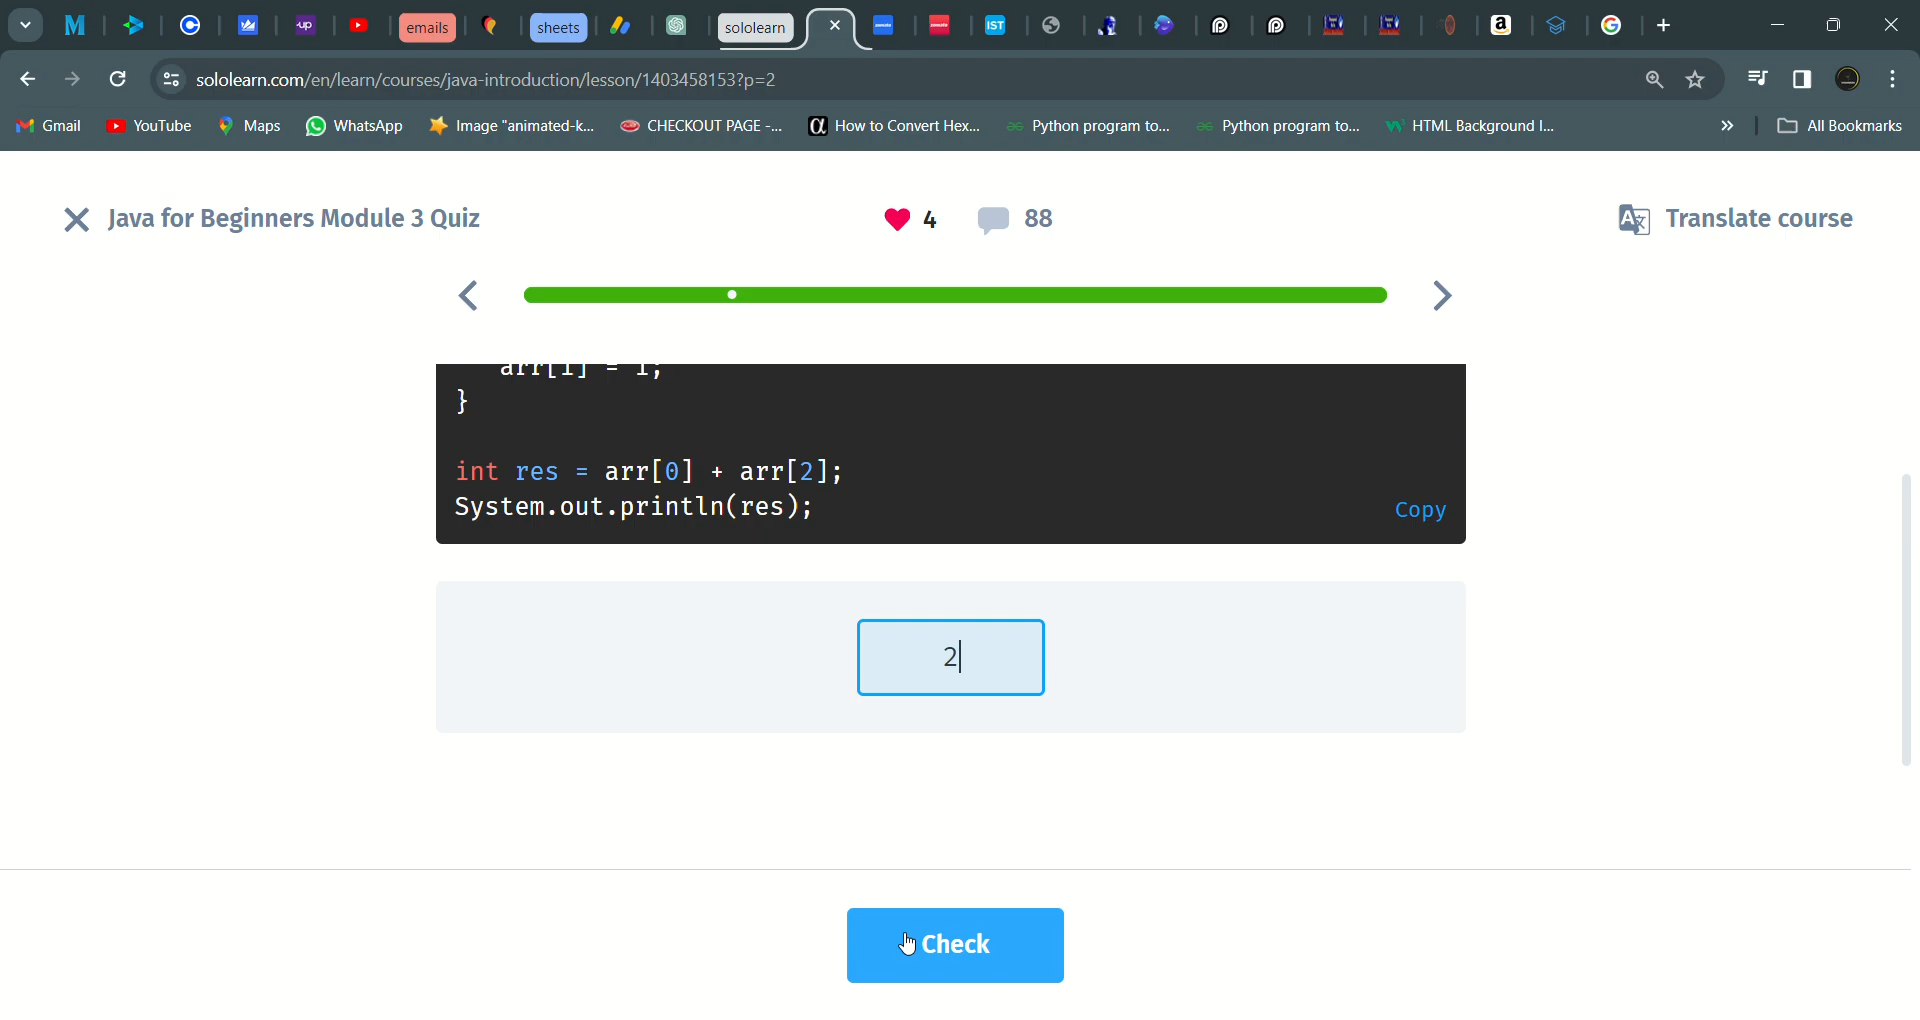 emails
sheets
sololearn
IST
up
sololearn.com/en/learn/courses/java-introduction/lesson/1403458153?p=2
Gmail
YouTube
Maps
WhatsApp
Image "animated-k...
CHECKOUT PAGE -...
How to Convert Hex...
Python program to...
Python program to...
HTML Background I...
All Bookmarks
Java for Beginners Module 3 Quiz
4
88
Translate course
}
int res = arr[0] + arr[2];
System.out.println(res);
Copy
2
Check